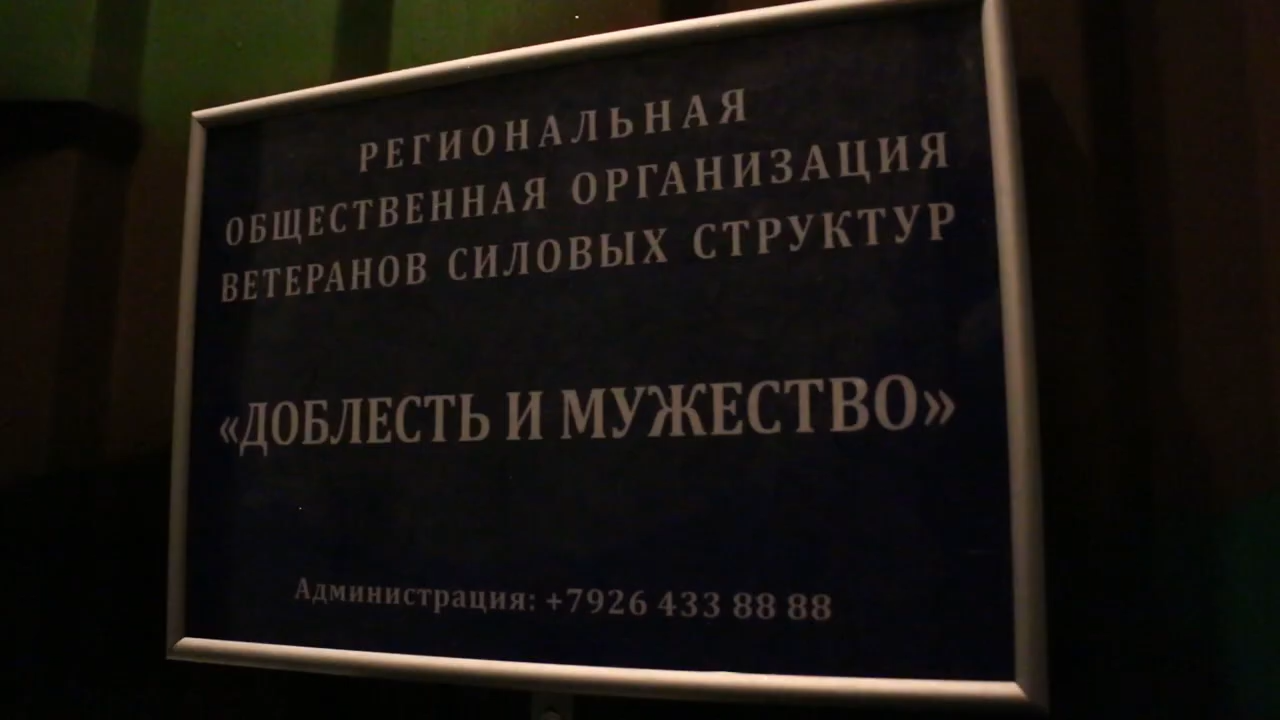 РЕГИОНАЛЬНАЯ
ОБЩЕСТВЕННАЯ ОРГАНИЗАЦИЯ
ВЕТЕРАНОВ СИЛОВЫХ СТРУКТУР
«ДОБЛЕСТЬ И МУЖЕСТВО»
Администрация: +7926 433 88 88